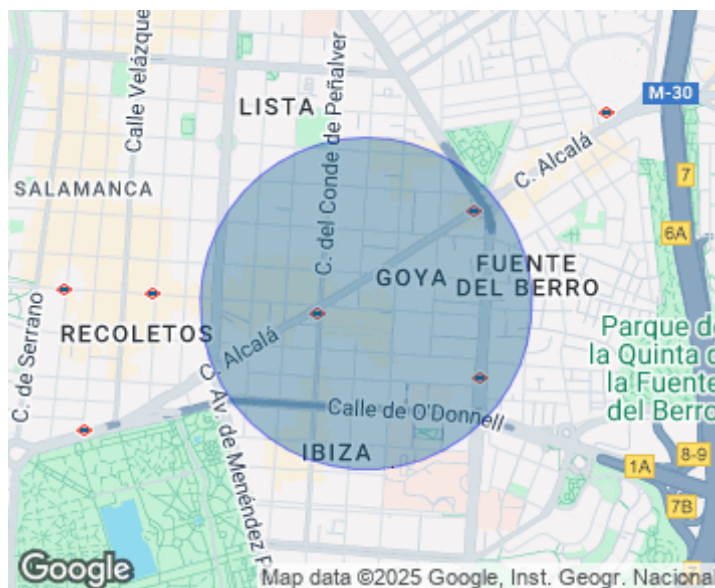 Calle Velázquez
LISTA
C. del Conde de Peñalver
M-30
C. Alcalá
7
SALAMANCA
6A
GOYA
FUENTE
DEL BERRO
C. de Serrano
RECOLETOS
C. Alcalá
Parque de
la Quinta d
la Fuente
del Berro
Calle de O'Donnell
Av. de Menéndez P
IBIZA
1A
8-9
7B
7
Google
Map data ©2025 Google, Inst. Geogr. Nacional